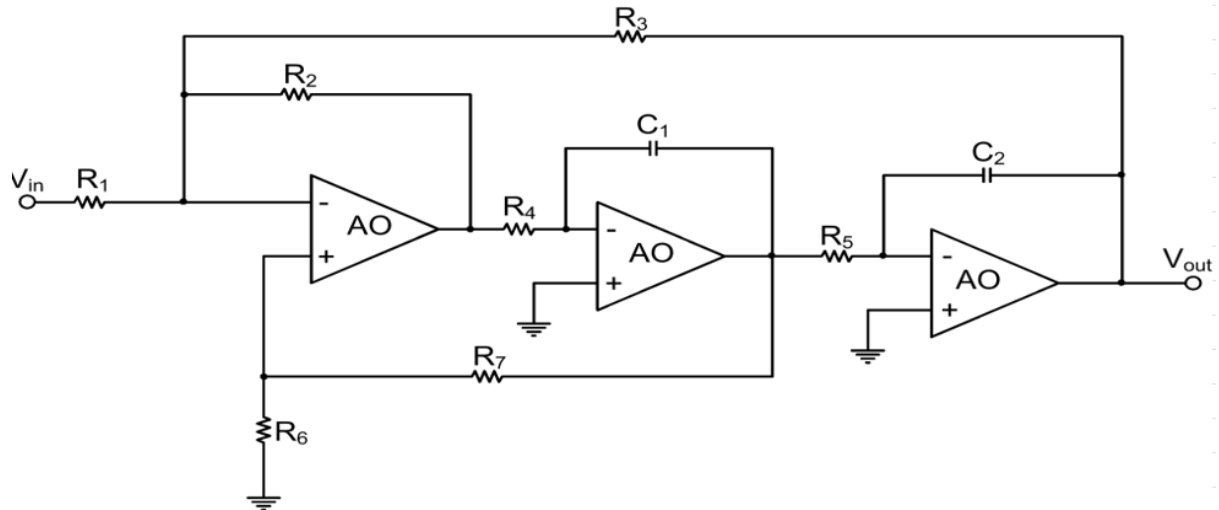 R3
R2
C1
C2
Vin
R1
-
AO
+
R4
-
AO
+
R5
-
AO
+
Vout
R7
R6